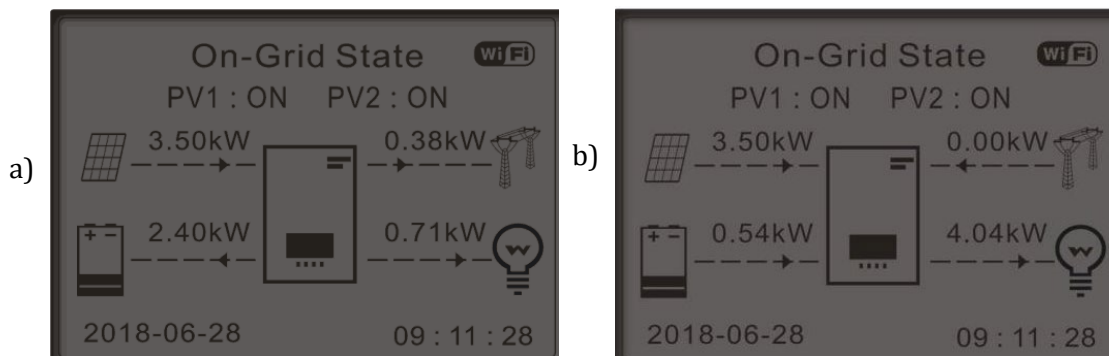 a)
On-Grid State WiFi
PV1 : ON PV2 : ON
3.50kW 0.38kW
+ -
2.40kW 0.71kW
2018-06-28 09 : 11 : 28
b)
On-Grid State WiFi
PV1 : ON PV2 : ON
3.50kW 0.00kW
+ -
0.54kW 4.04kW
2018-06-28 09 : 11 : 28